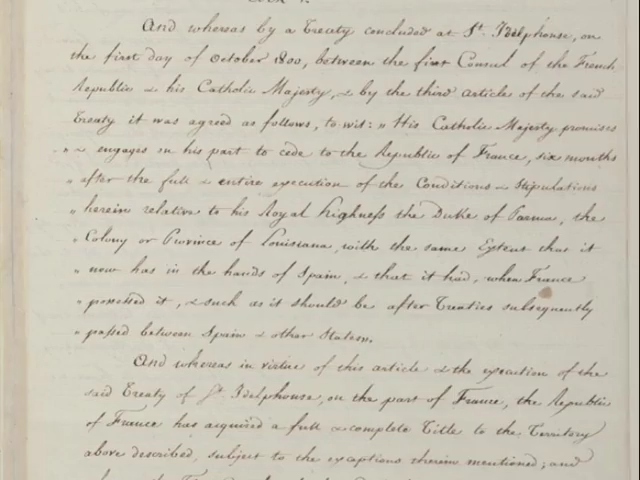 And whereas by a Treaty concluded at St. Idelphonse, on
the first day of October 1800, between the first Consul of the French
Republic & his Catholic Majesty, & by the third articles of the said
Treaty it was agreed as follows, to wit: " His Catholic Majesty promises
" & engages in his part to cede to the Republic of France, six months
" after the full & entire execution of the Conditions & Stipulations
" herein relative to his Royal highness the Duke of Parma, the
" Colony or Province of Louisiana, with the same Extent that it
" now has in the hands of Spain, & that it had, when France
" possessed it, & such as it should be after Treaties subsequently
" passed between Spain & other States.
And whereas in virtue of this article & the execution of the
said Treaty of St. Idelphonse, on the part of France, the Republic
of France has acquired a full & complete Title to the Territory
above described, subject to the exceptions therein mentioned; and